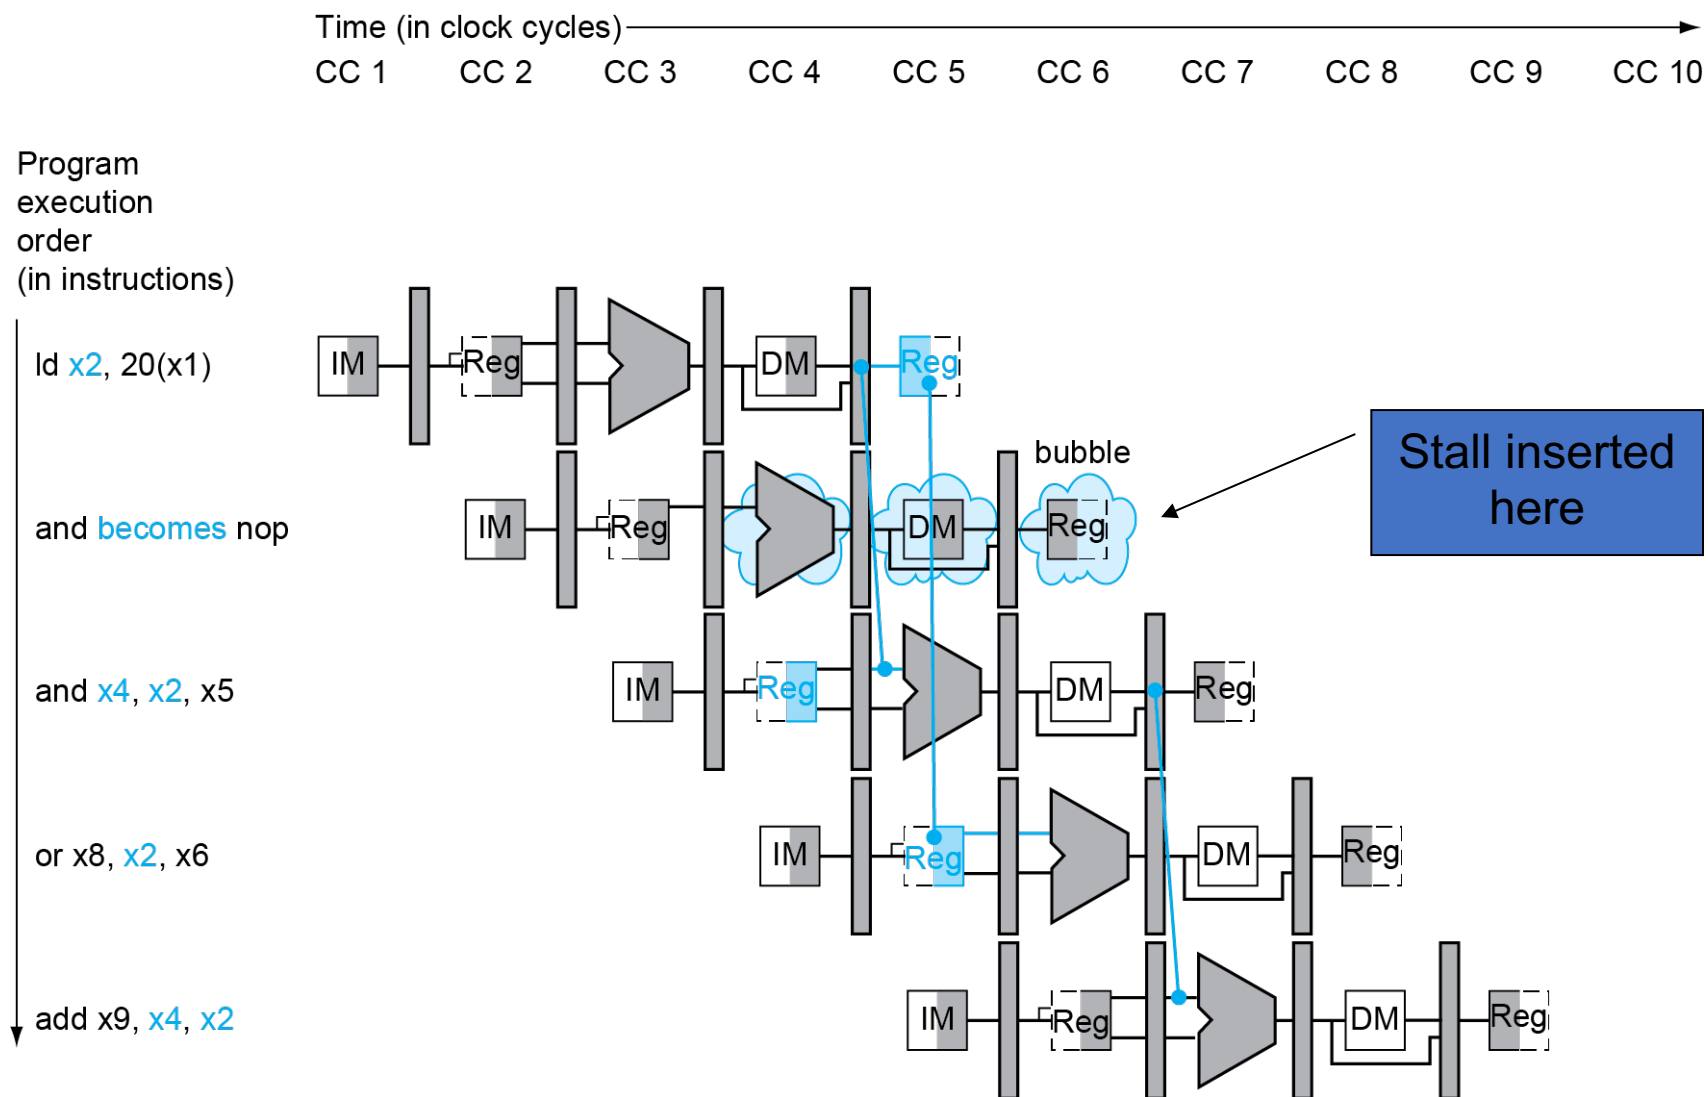 Time (in clock cycles)
CC 1 CC 2 CC 3 CC 4 CC 5 CC 6 CC 7 CC 8 CC 9 CC 10
Program
execution
order
(in instructions)
ld x2, 20(x1)
IM Reg DM Reg
Stall inserted
here
bubble
and becomes nop
IM Reg DM Reg
and x4, x2, x5
IM Reg DM Reg
or x8, x2, x6
IM Reg DM Reg
add x9, x4, x2
IM Reg DM Reg